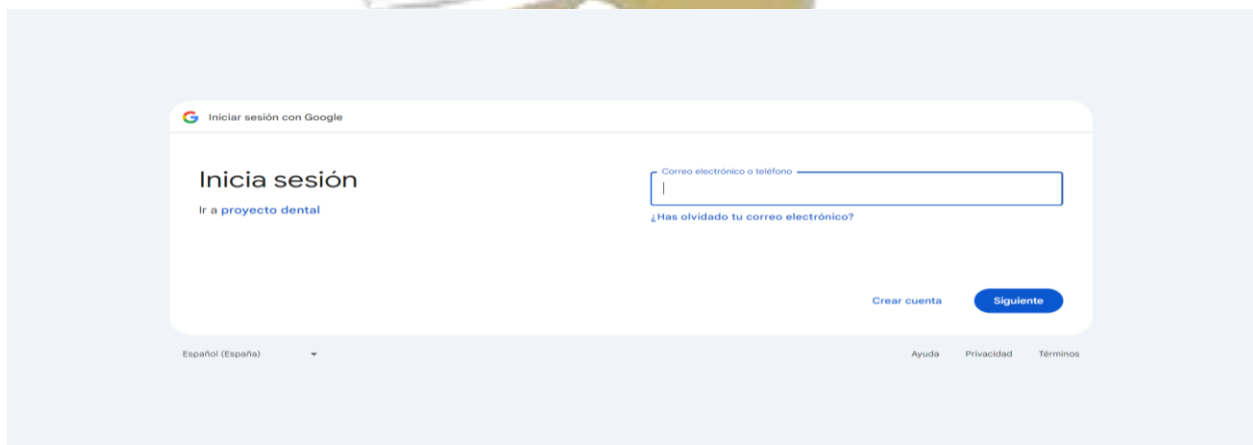 Iniciar sesión con Google
Inicia sesión
Ir a proyecto dental
Correo electrónico o teléfono
¿Has olvidado tu correo electrónico?
Crear cuenta
Siguiente
Español (España)
Ayuda Privacidad Términos